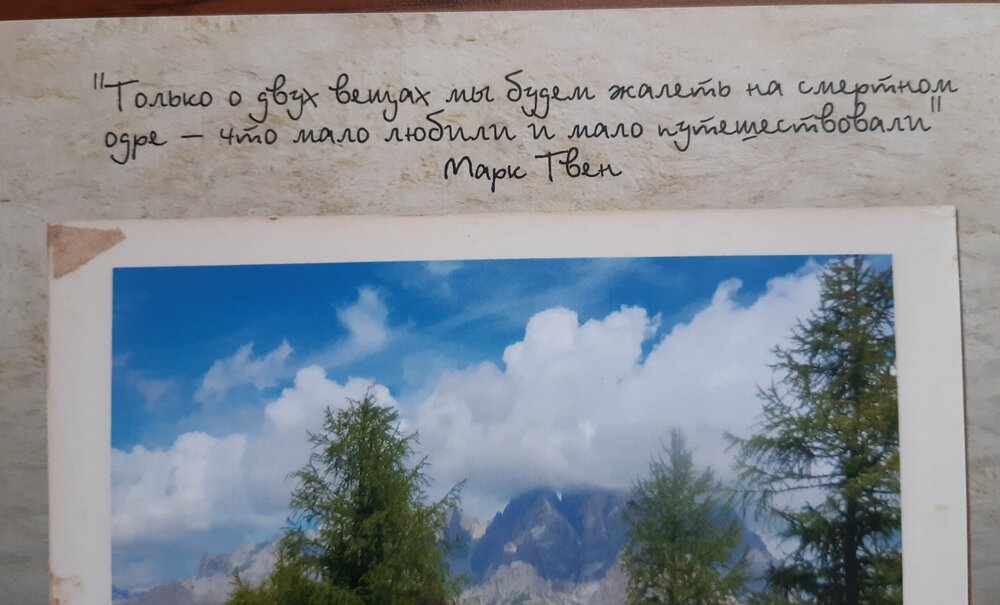 "Только о двух вещах мы будем жалеть на смертном
одре – что мало любили и мало путешествовали"
Марк Твен